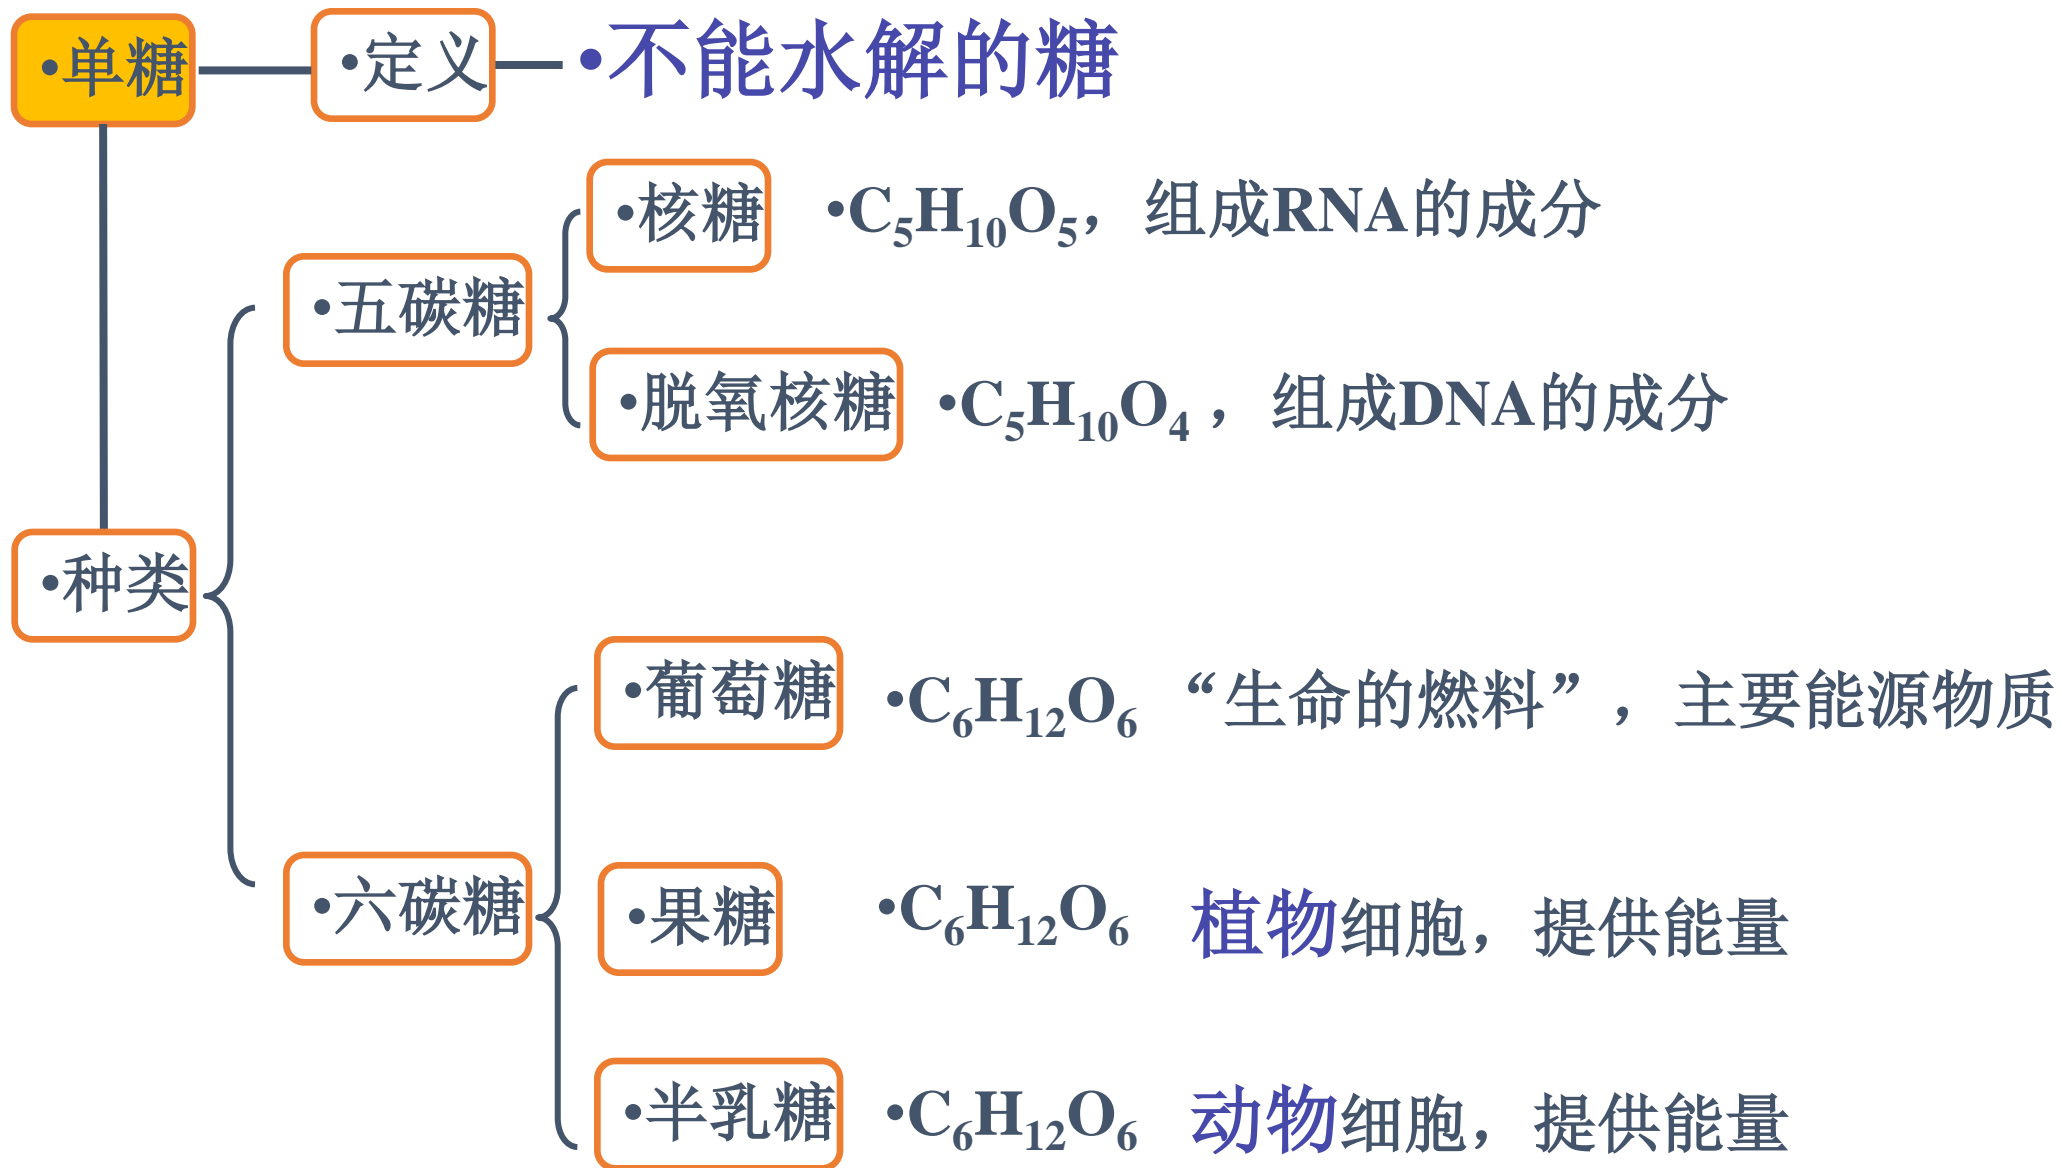 •单糖 •定义 •不能水解的糖
•核糖 •C₅H₁₀O₅，组成RNA的成分
•五碳糖
•脱氧核糖 •C₅H₁₀O₄，组成DNA的成分
•种类
•葡萄糖 •C₆H₁₂O₆ “生命的燃料”，主要能源物质
•六碳糖
•果糖 •C₆H₁₂O₆ 植物细胞，提供能量
•半乳糖 •C₆H₁₂O₆ 动物细胞，提供能量